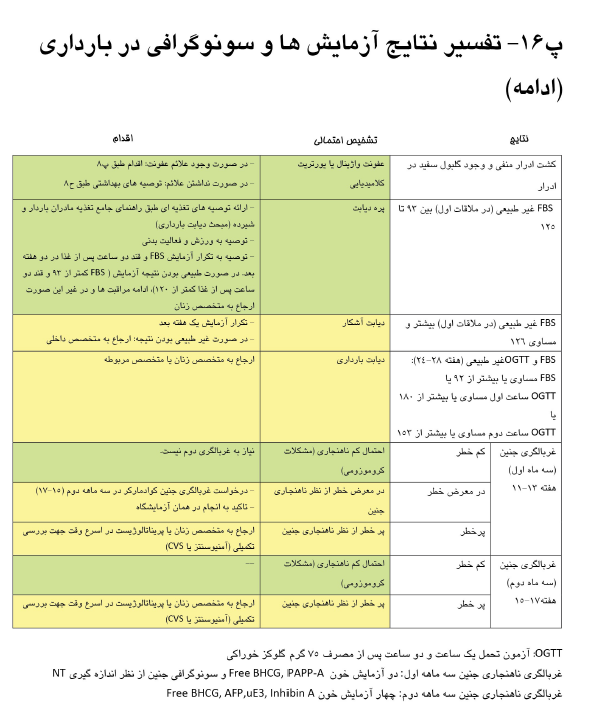 پ۱۶- تفسیر نتایج آزمایش ها و سونوگرافی در بارداری
(ادامه)
نتایج
تشخیص احتمالی
اقدام
کشت ادرار منفی و وجود گلبول سفید در
ادرار
عفونت واژینال یا یورتریت
کلامیدیایی
- در صورت وجود علائم عفونت: اقدام طبق پ۸
- در صورت نداشتن علائم: توصیه های بهداشتی طبق ح۸
FBS غیر طبیعی (در ملاقات اول) بین ۹۳ تا
۱۲۵
پره دیابت
- ارائه توصیه های تغذیه ای طبق راهنمای جامع تغذیه مادران باردار و
شیرده (مبحث دیابت بارداری)
- توصیه به ورزش و فعالیت بدنی
- توصیه به تکرار آزمایش FBS و قند دو ساعت پس از غذا در دو هفته
بعد. در صورت طبیعی بودن نتیجه آزمایش ( FBS کمتر از ۹۳ و قند دو
ساعت پس از غذا کمتر از ۱۲۰)، ادامه مراقبت ها و در غیر این صورت
ارجاع به متخصص زنان
FBS غیر طبیعی (در ملاقات اول) بیشتر و
مساوی ۱۲۶
دیابت آشکار
- تکرار آزمایش یک هفته بعد
- در صورت غیر طبیعی بودن نتیجه: ارجاع به متخصص داخلی
FBS و OGTTغیر طبیعی (هفته ۲۸-۲۴):
FBS مساوی یا بیشتر از ۹۲ یا
OGTT ساعت اول مساوی یا بیشتر از ۱۸۰
یا
OGTT ساعت دوم مساوی یا بیشتر از ۱۵۳
دیابت بارداری
ارجاع به متخصص زنان یا متخصص مربوطه
غربالگری جنین
(سه ماه اول)
هفته ۱۳-۱۱
کم خطر
احتمال کم ناهنجاری (مشکلات
کروموزومی)
نیاز به غربالگری دوم نیست.
در معرض خطر
در معرض خطر از نظر ناهنجاری
جنین
- درخواست غربالگری جنین کوادمارکر در سه ماهه دوم (۱۵-۱۷)
- تاکید به انجام در همان آزمایشگاه
پرخطر
پر خطر از نظر ناهنجاری جنین
ارجاع به متخصص زنان یا پریناتالوژیست در اسرع وقت جهت بررسی
تکمیلی (آمنیوسنتز یا CVS)
غربالگری جنین
(سه ماه دوم)
هفته۱۷-۱۵
کم خطر
احتمال کم ناهنجاری (مشکلات
کروموزومی)
---
پر خطر
پر خطر از نظر ناهنجاری جنین
ارجاع به متخصص زنان یا پریناتالوژیست در اسرع وقت جهت بررسی
تکمیلی (آمنیوسنتز یا CVS)
OGTT: آزمون تحمل یک ساعت و دو ساعت پس از مصرف ۷۵ گرم گلوکز خوراکی
غربالگری ناهنجاری جنین سه ماهه اول: دو آزمایش خون Free BHCG, PAPP-A و سونوگرافی جنین از نظر اندازه گیری NT
غربالگری ناهنجاری جنین سه ماهه دوم: چهار آزمایش خون Free BHCG, AFP,uE3, Inhibin A